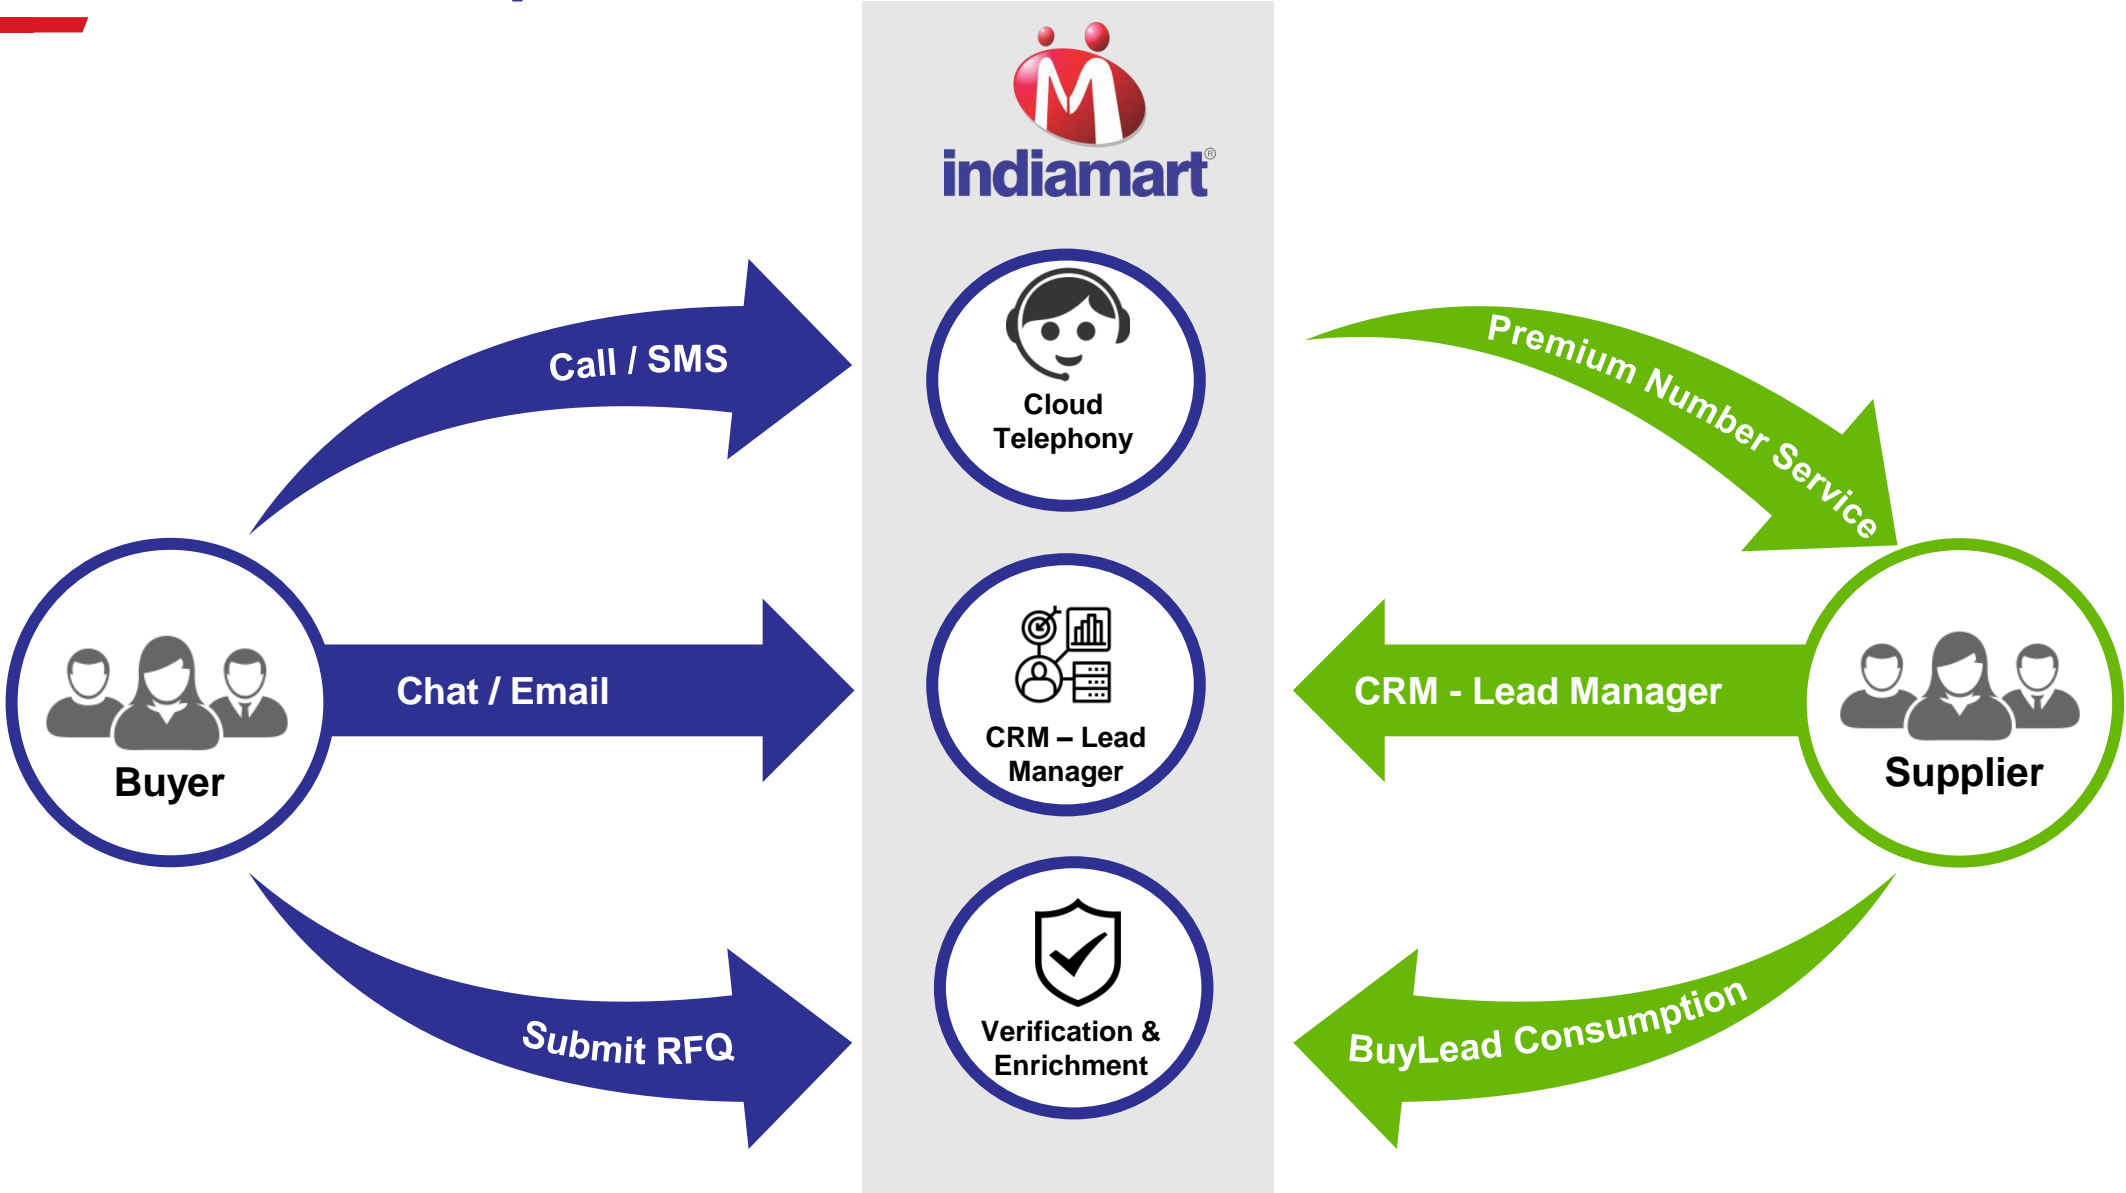 indiamart®
Call / SMS
Cloud
Telephony
Premium Number Service
Chat / Email
CRM – Lead
Manager
CRM - Lead Manager
Buyer
Supplier
Submit RFQ
Verification &
Enrichment
BuyLead Consumption